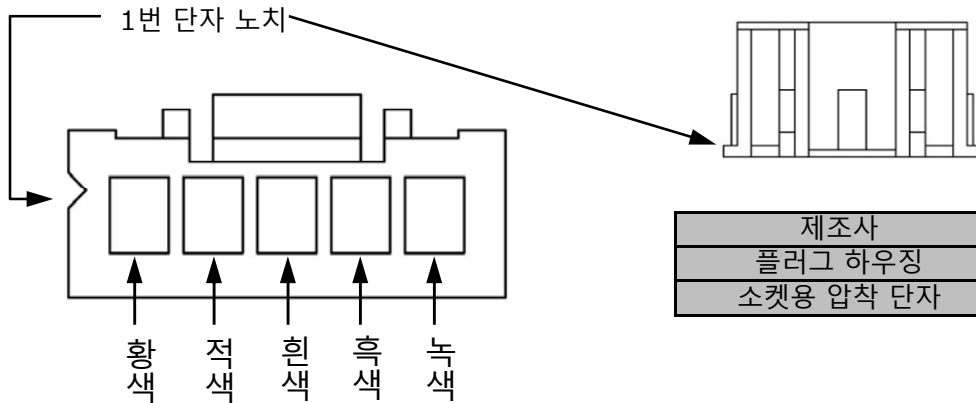 1번 단자 노치
제조사
플러그 하우징
소켓용 압착 단자
황색
적색
흰색
흑색
녹색